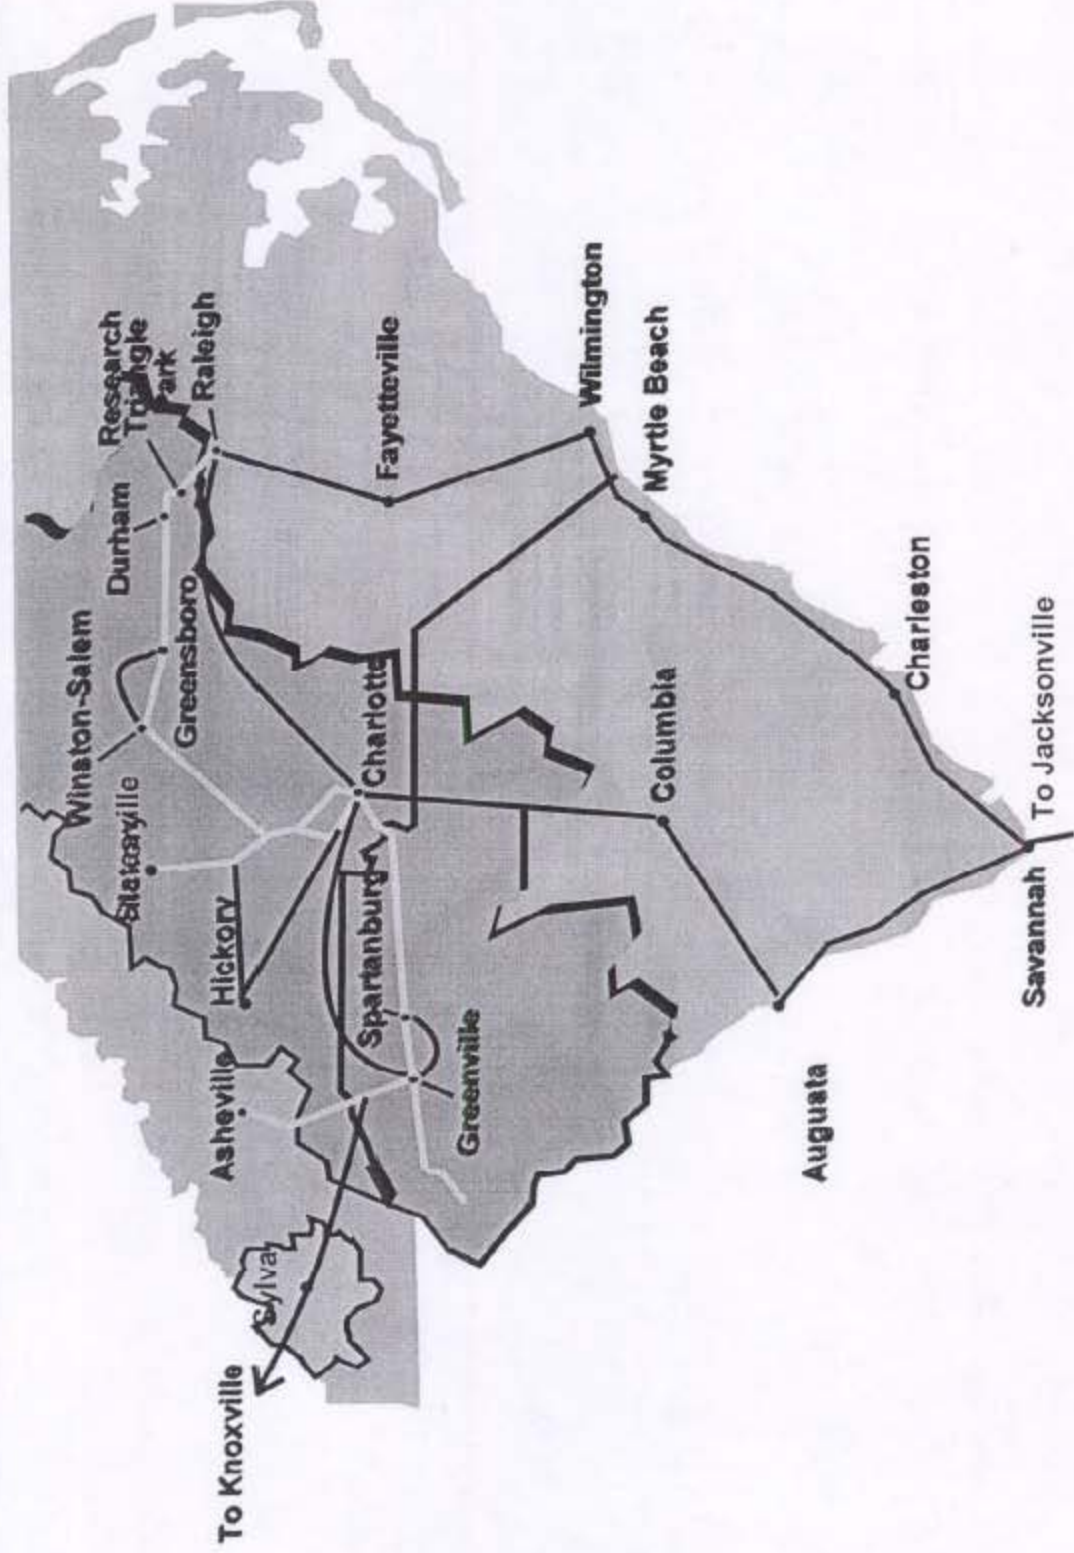 Winston-Salem
Durham
Research
Triangle
Park
Raleigh
Greensboro
Hickory
Asheville
Sylva
To Knoxville
Charlotte
Spartanburg
Greenville
Fayetteville
Wilmington
Myrtle Beach
Columbia
Augusta
Charleston
Savannah
To Jacksonville